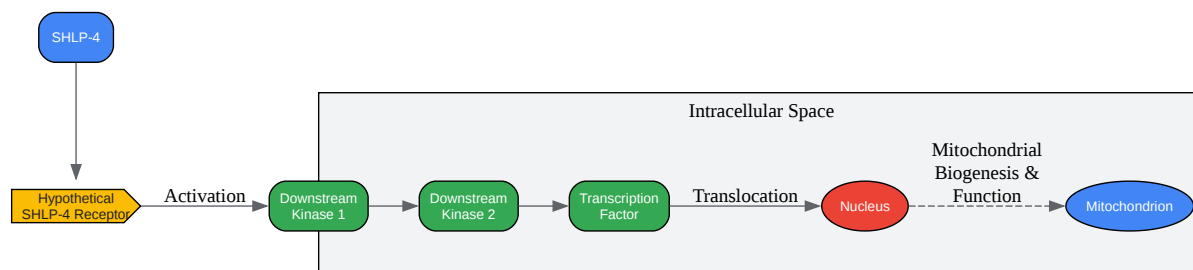 SHLP-4
Intracellular Space
Hypothetical
SHLP-4 Receptor
Activation
Downstream
Kinase 1
Downstream
Kinase 2
Transcription
Factor
Translocation
Nucleus
Mitochondrial
Biogenesis &
Function
Mitochondrion